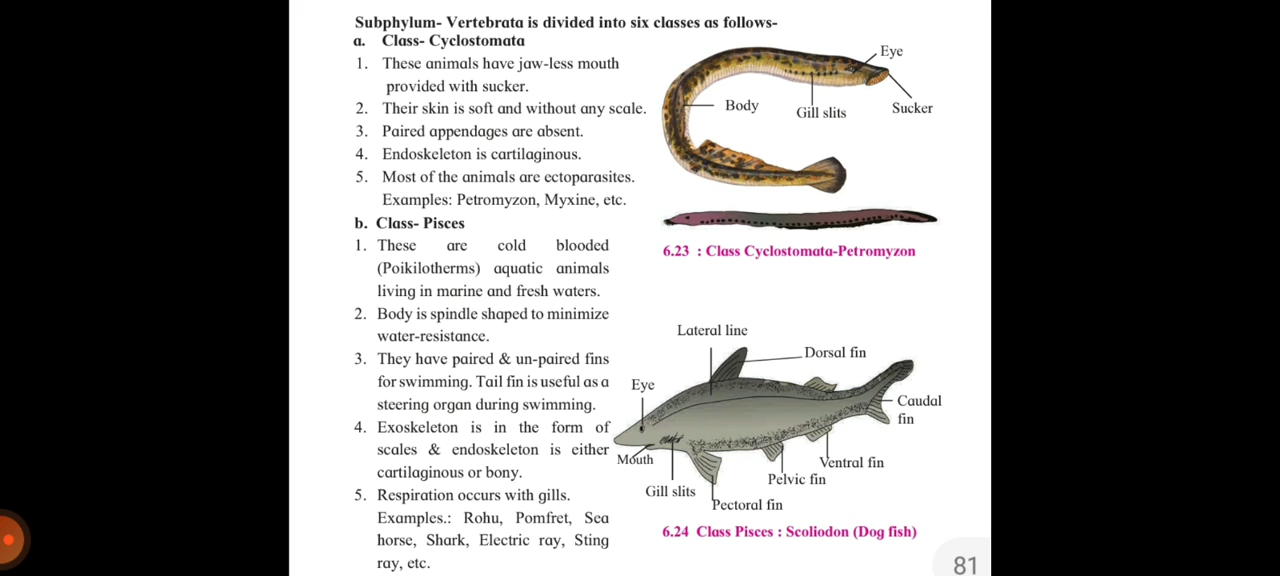 Subphylum- Vertebrata is divided into six classes as follows-
a. Class- Cyclostomata
1. These animals have jaw-less mouth
provided with sucker.
2. Their skin is soft and without any scale.
3. Paired appendages are absent.
4. Endoskeleton is cartilaginous.
5. Most of the animals are ectoparasites.
Examples: Petromyzon, Myxine, etc.
Eye
Body
Gill slits
Sucker
6.23 : Class Cyclostomata-Petromyzon
b. Class- Pisces
1. These are cold blooded
(Poikilotherms) aquatic animals
living in marine and fresh waters.
2. Body is spindle shaped to minimize
water-resistance.
3. They have paired & un-paired fins
for swimming. Tail fin is useful as a
steering organ during swimming.
4. Exoskeleton is in the form of
scales & endoskeleton is either
cartilaginous or bony.
5. Respiration occurs with gills.
Examples.: Rohu, Pomfret, Sea
horse, Shark, Electric ray, Sting
ray, etc.
Lateral line
Dorsal fin
Eye
Caudal
fin
Mouth
Ventral fin
Pelvic fin
Gill slits
Pectoral fin
6.24 Class Pisces : Scoliodon (Dog fish)
81